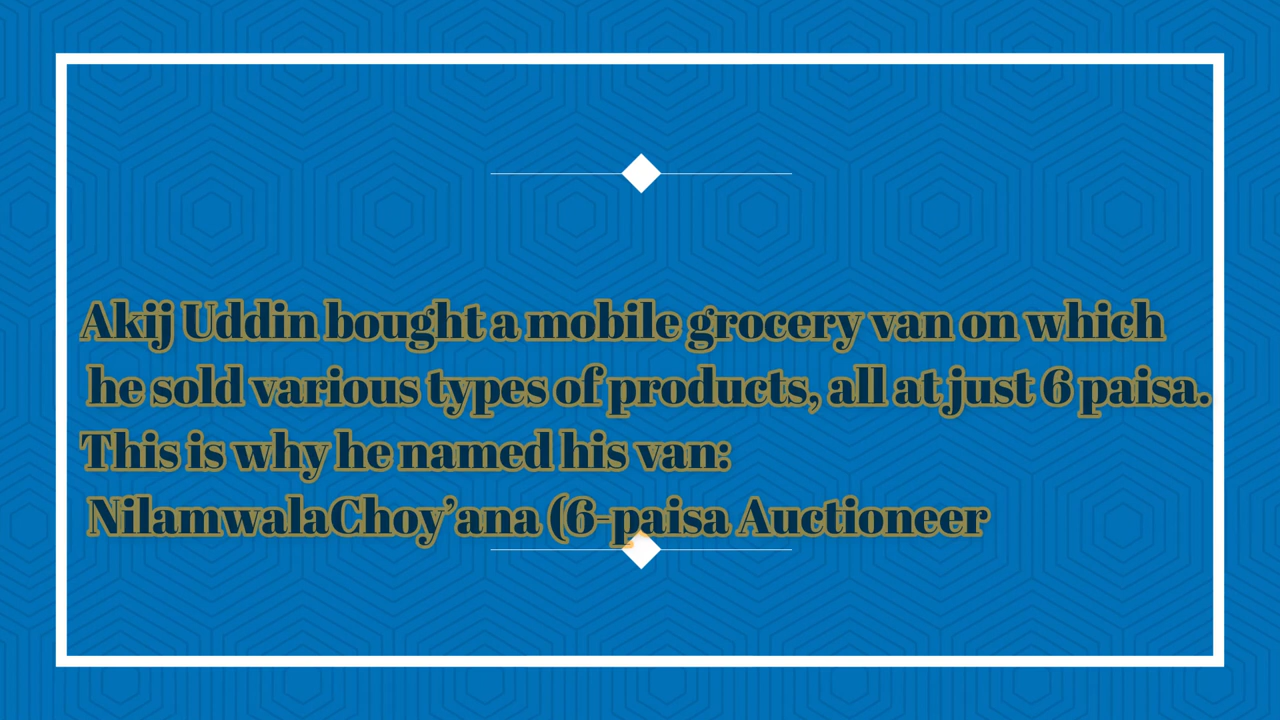 Akij Uddin bought a mobile grocery van on which
he sold various types of products, all at just 6 paisa.
This is why he named his van:
NilamwalaChoy’ana (6-paisa Auctioneer